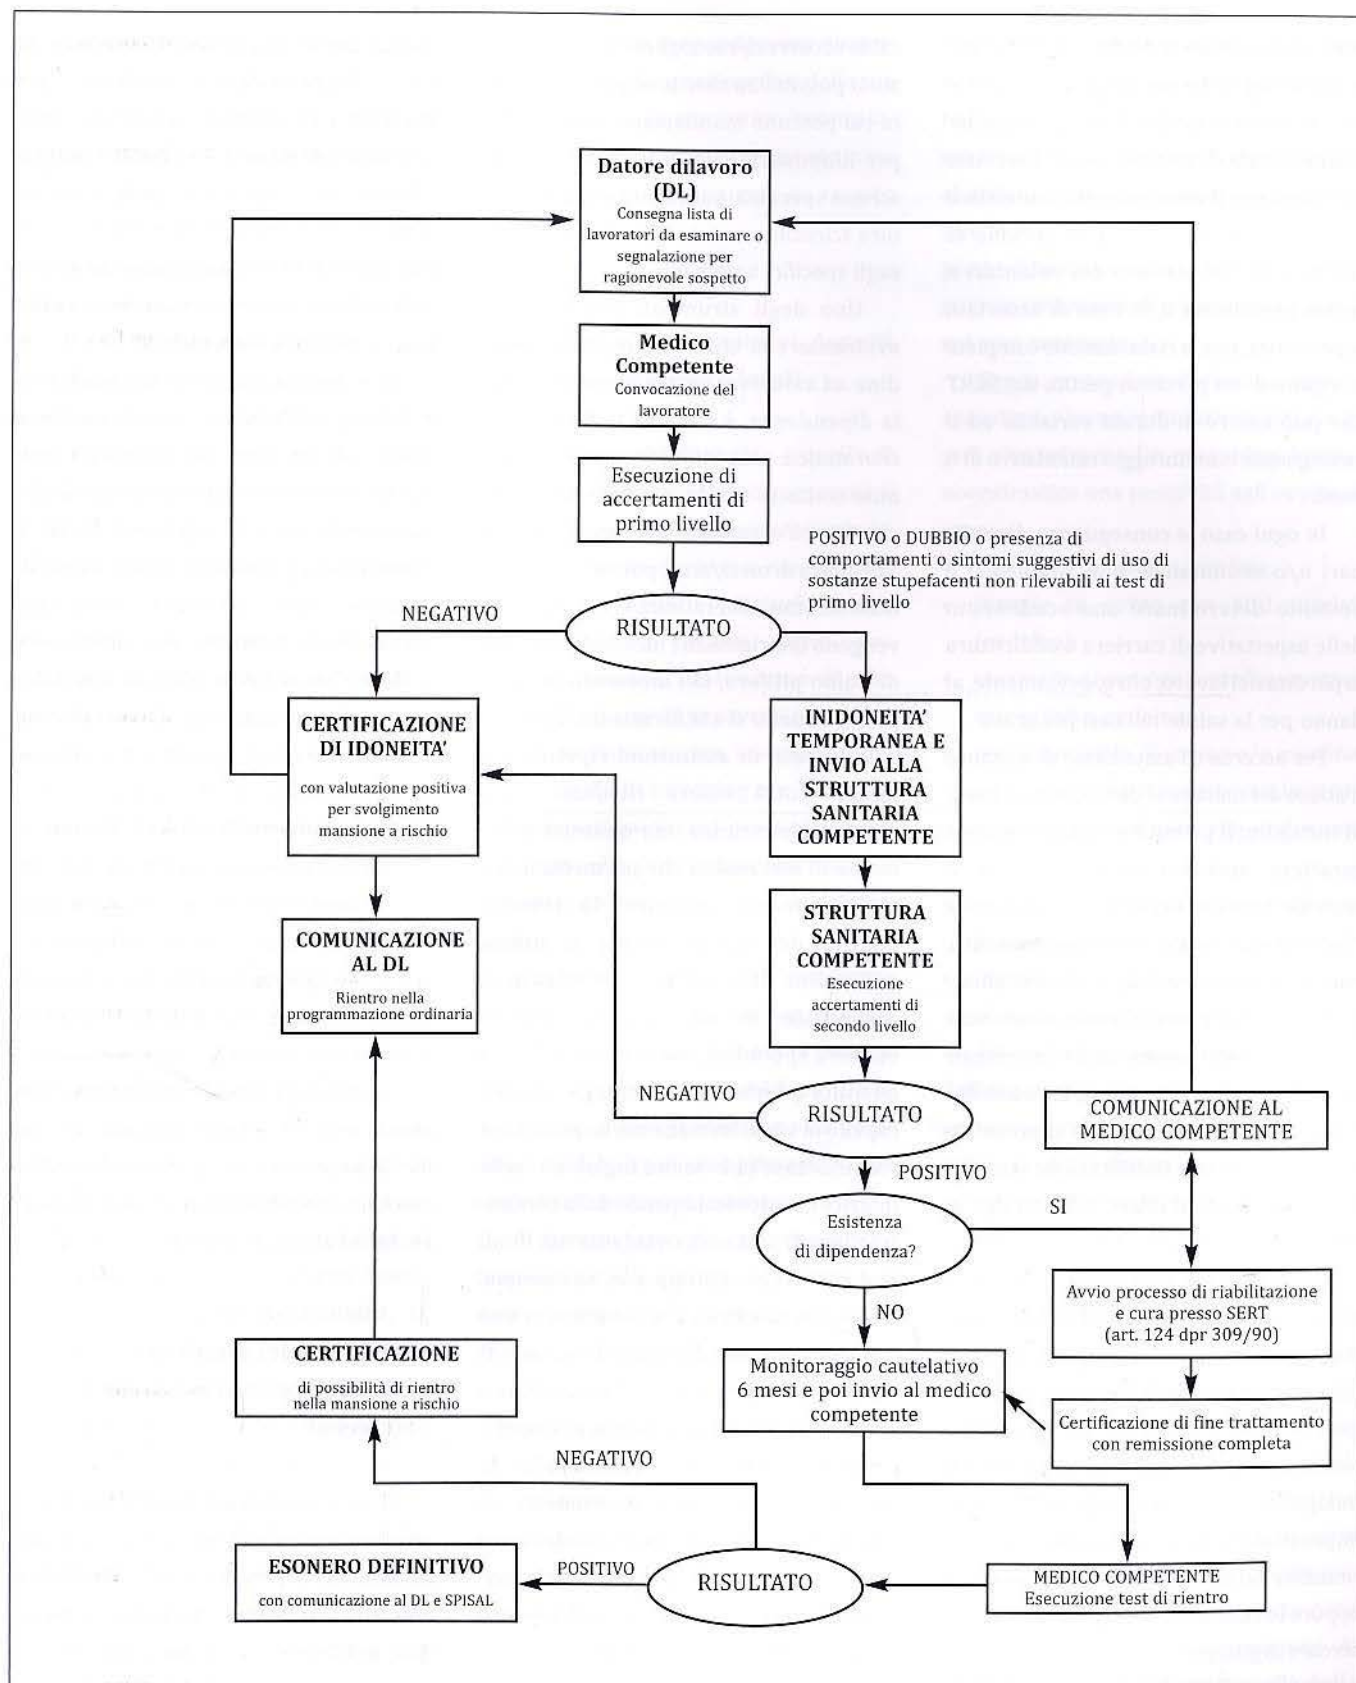 Datore dilavoro
(DL)
Consegna lista di
lavoratori da esaminare o
segnalazione per
ragionevole sospetto
Medico
Competente
Convocazione del
lavoratore
Esecuzione di
accertamenti di
primo livello
POSITIVO o DUBBIO o presenza di
comportamenti o sintomi suggestivi di uso di
sostanze stupefacenti non rilevabili ai test di
primo livello
NEGATIVO
RISULTATO
CERTIFICAZIONE
DI IDONEITA'
con valutazione positiva
per svolgimento
mansione a rischio
INIDONEITA'
TEMPORANEA E
INVIO ALLA
STRUTTURA
SANITARIA
COMPETENTE
COMUNICAZIONE
AL DL
Rientro nella
programmazione ordinaria
STRUTTURA
SANITARIA
COMPETENTE
Esecuzione
accertamenti di
secondo livello
NEGATIVO
RISULTATO
COMUNICAZIONE AL
MEDICO COMPETENTE
POSITIVO
Esistenza
di dipendenza?
SI
NO
Avvio processo di riabilitazione
e cura presso SERT
(art. 124 dpr 309/90)
CERTIFICAZIONE
di possibilità di rientro
nella mansione a rischio
Monitoraggio cautelativo
6 mesi e poi invio al medico
competente
Certificazione di fine trattamento
con remissione completa
NEGATIVO
ESONERO DEFINITIVO
con comunicazione al DL e SPISAL
POSITIVO
RISULTATO
MEDICO COMPETENTE
Esecuzione test di rientro